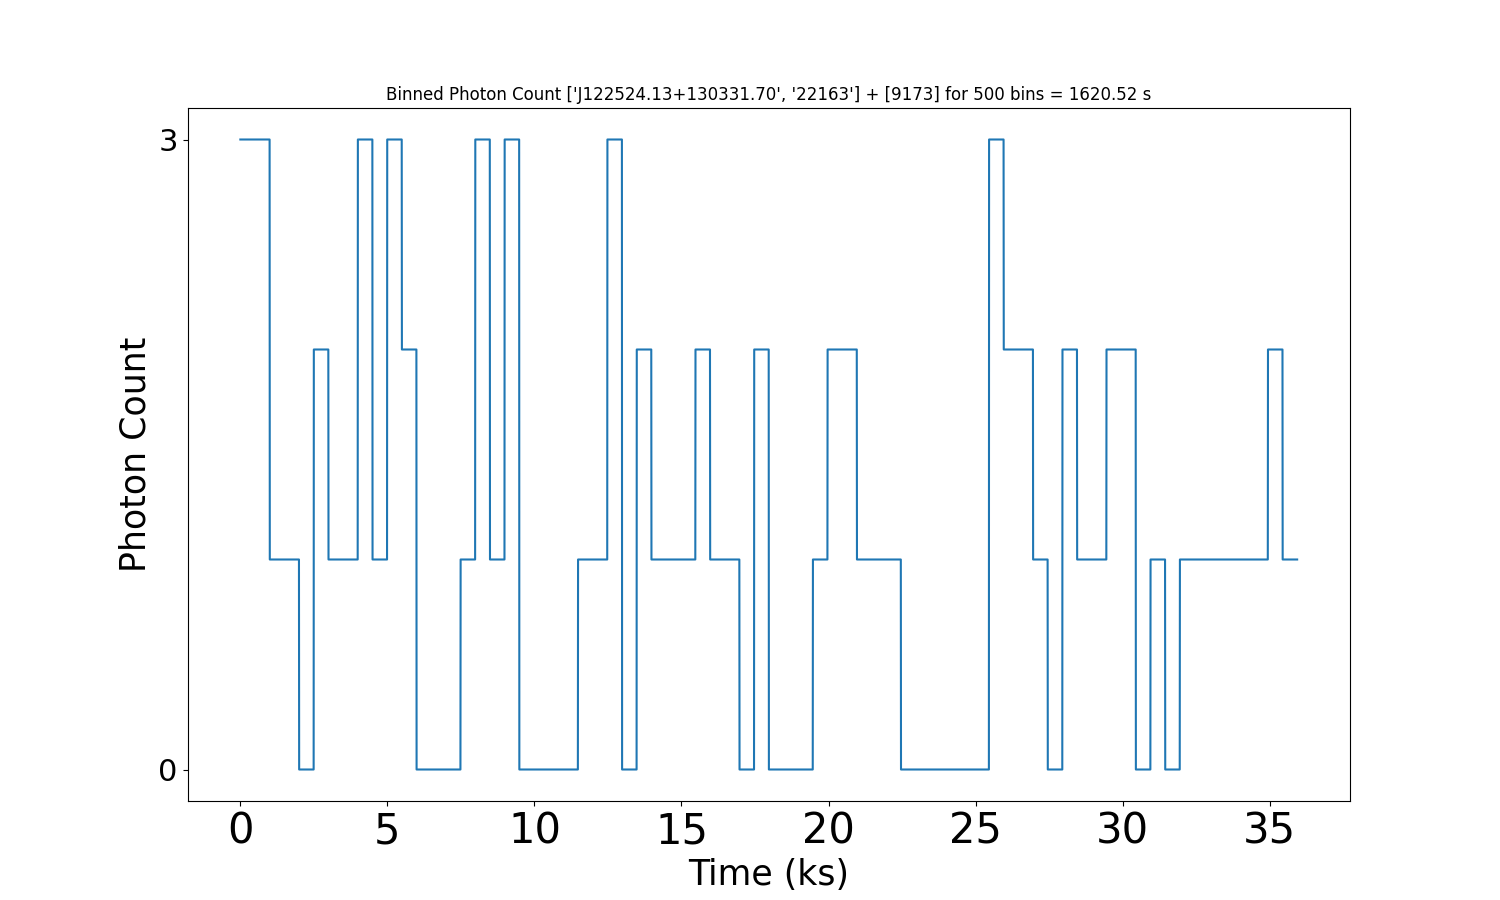 Binned Photon Count ['J122524.13+130331.70', '22163'] + [9173] for 500 bins = 1620.52 s
3
Photon Count
0
0 5 10 15 20 25 30 35
Time (ks)